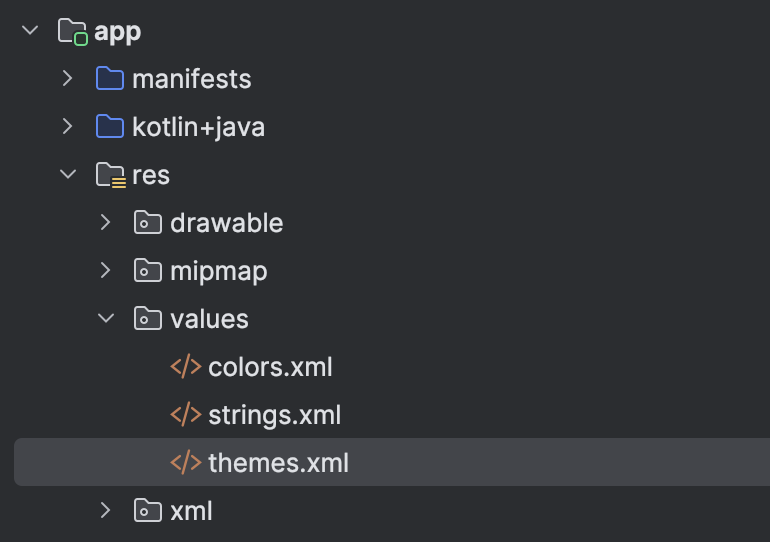 app
manifests
kotlin+java
res
drawable
mipmap
values
colors.xml
strings.xml
themes.xml
xml